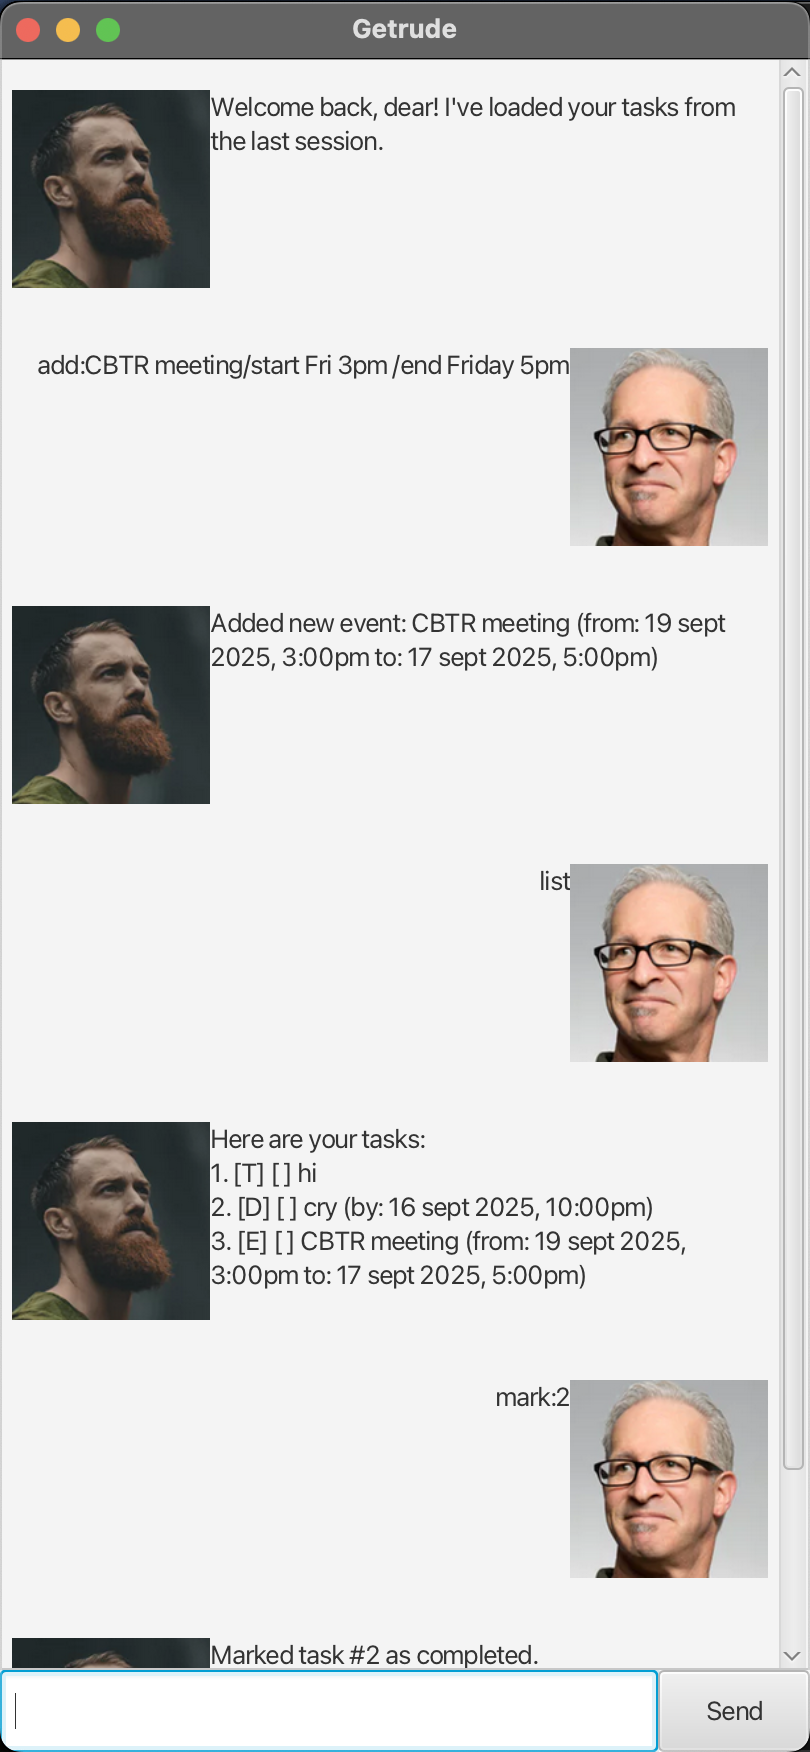 Getrude
Welcome back, dear! I've loaded your tasks from
the last session.
add:CBTR meeting/start Fri 3pm /end Friday 5pm
Added new event: CBTR meeting (from: 19 sept
2025, 3:00pm to: 17 sept 2025, 5:00pm)
list
Here are your tasks:
1. [T] [ ] hi
2. [D] [ ] cry (by: 16 sept 2025, 10:00pm)
3. [E] [ ] CBTR meeting (from: 19 sept 2025,
3:00pm to: 17 sept 2025, 5:00pm)
mark:2
Marked task #2 as completed.
Send